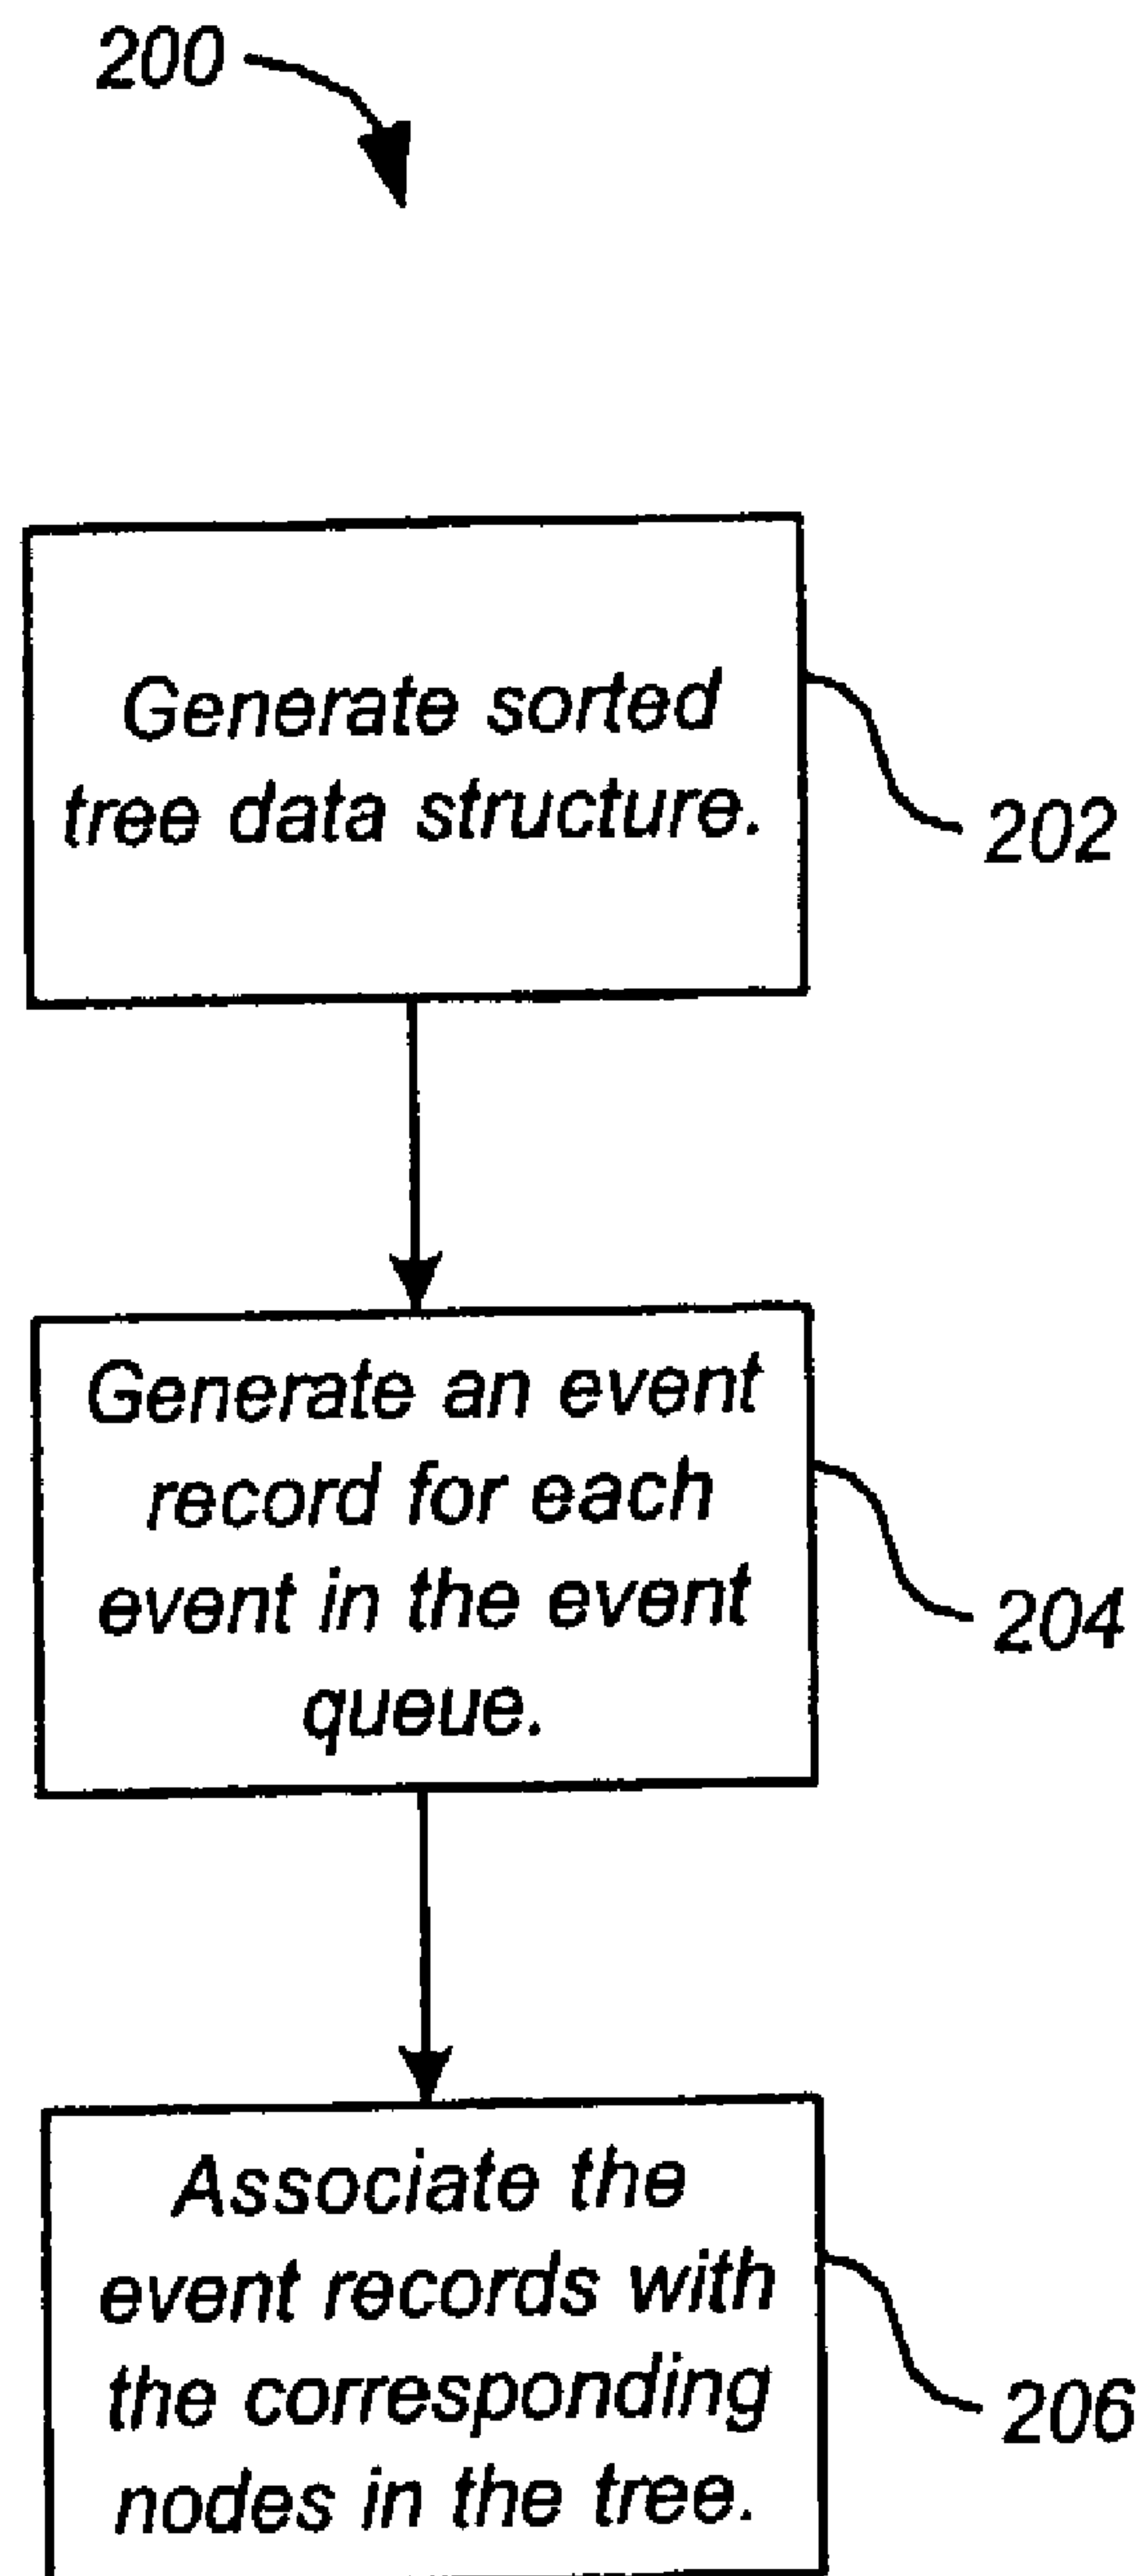 200
Generate sorted
tree data structure.
202
Generate an event
record for each
event in the event
queue.
204
Associate the
event records with
the corresponding
nodes in the tree.
206